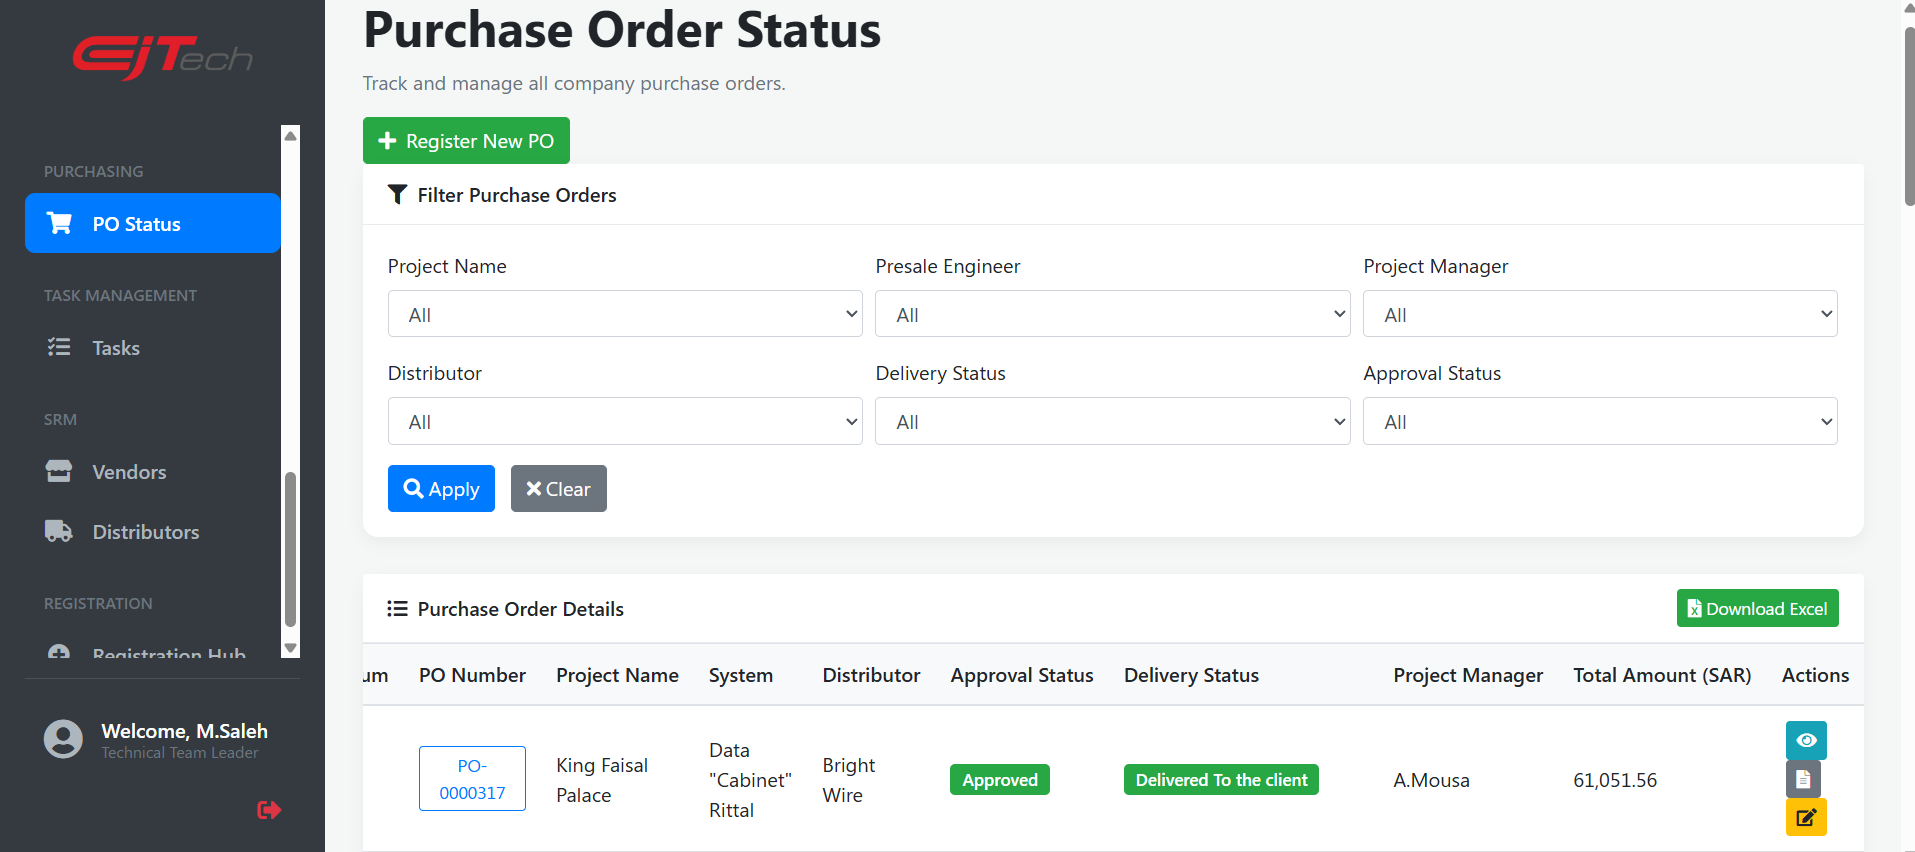 EJTech
PURCHASING
PO Status
TASK MANAGEMENT
Tasks
SRM
Vendors
Distributors
REGISTRATION
Registration Hub
Welcome, M.Saleh
Technical Team Leader
Purchase Order Status
Track and manage all company purchase orders.
Register New PO
Filter Purchase Orders
Project Name
Presale Engineer
Project Manager
All
All
All
Distributor
Delivery Status
Approval Status
All
All
All
Apply
Clear
Purchase Order Details
Download Excel
um
PO Number
Project Name
System
Distributor
Approval Status
Delivery Status
Project Manager
Total Amount (SAR)
Actions
PO-
0000317
King Faisal
Palace
Data
"Cabinet"
Rittal
Bright
Wire
Approved
Delivered To the client
A.Mousa
61,051.56